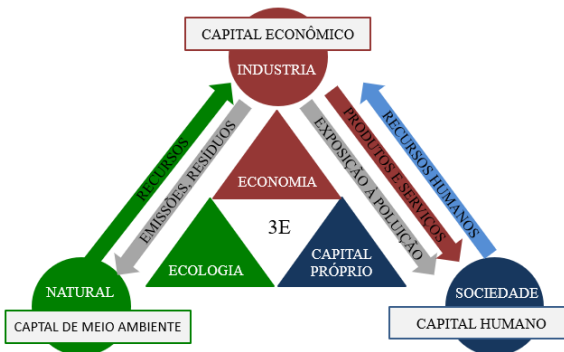 CAPITAL ECONÔMICO
INDUSTRIA
RECURSOS
EMISSÕES, RESÍDUOS
EXPOSIÇÃO À POLUIÇÃO
PRODUTOS E SERVIÇOS
RECURSOS HUMANOS
ECONOMIA
3E
ECOLOGIA
CAPITAL
PRÓPRIO
NATURAL
CAPTAL DE MEIO AMBIENTE
SOCIEDADE
CAPITAL HUMANO